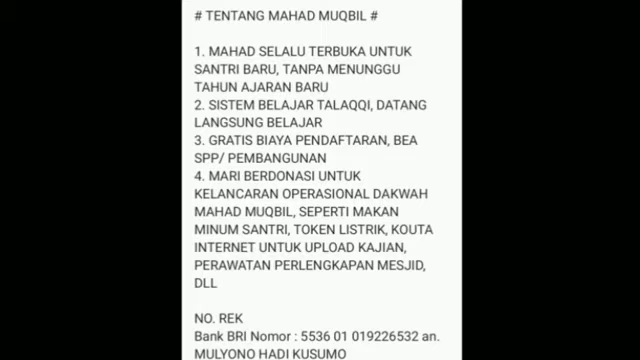 # TENTANG MAHAD MUQBIL #
1. MAHAD SELALU TERBUKA UNTUK
SANTRI BARU, TANPA MENUNGGU
TAHUN AJARAN BARU
2. SISTEM BELAJAR TALAQQI, DATANG
LANGSUNG BELAJAR
3. GRATIS BIAYA PENDAFTARAN, BEA
SPP/ PEMBANGUNAN
4. MARI BERDONASI UNTUK
KELANCARAN OPERASIONAL DAKWAH
MAHAD MUQBIL, SEPERTI MAKAN
MINUM SANTRI, TOKEN LISTRIK, KOUTA
INTERNET UNTUK UPLOAD KAJIAN,
PERAWATAN PERLENGKAPAN MESJID,
DLL
NO. REK
Bank BRI Nomor : 5536 01 019226532 an.
MULYONO HADI KUSUMO